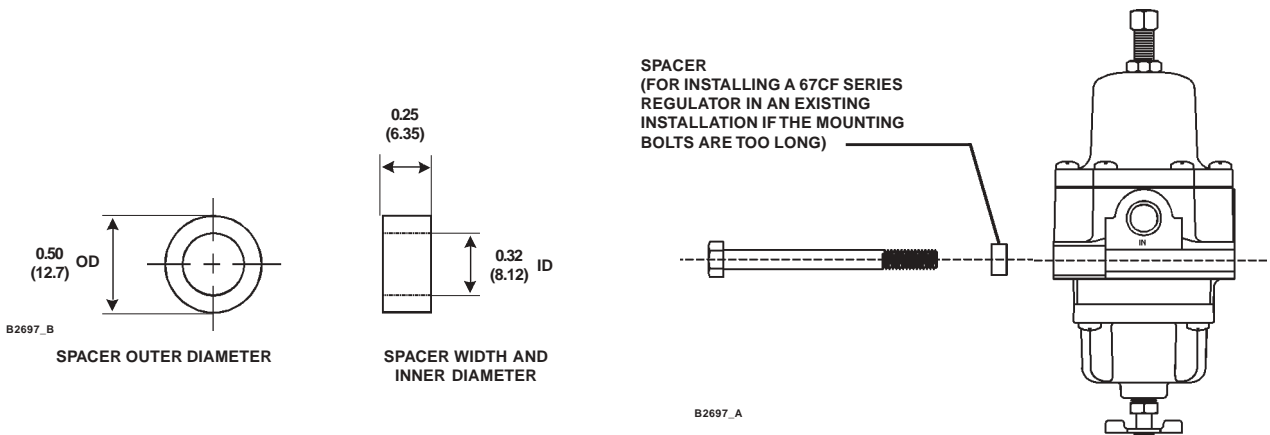 0.50
(12.7)
OD
B2697_B
SPACER OUTER DIAMETER
0.25
(6.35)
0.32
(8.12)
ID
SPACER WIDTH AND
INNER DIAMETER
SPACER
(FOR INSTALLING A 67CF SERIES
REGULATOR IN AN EXISTING
INSTALLATION IF THE MOUNTING
BOLTS ARE TOO LONG)
IN
B2697_A